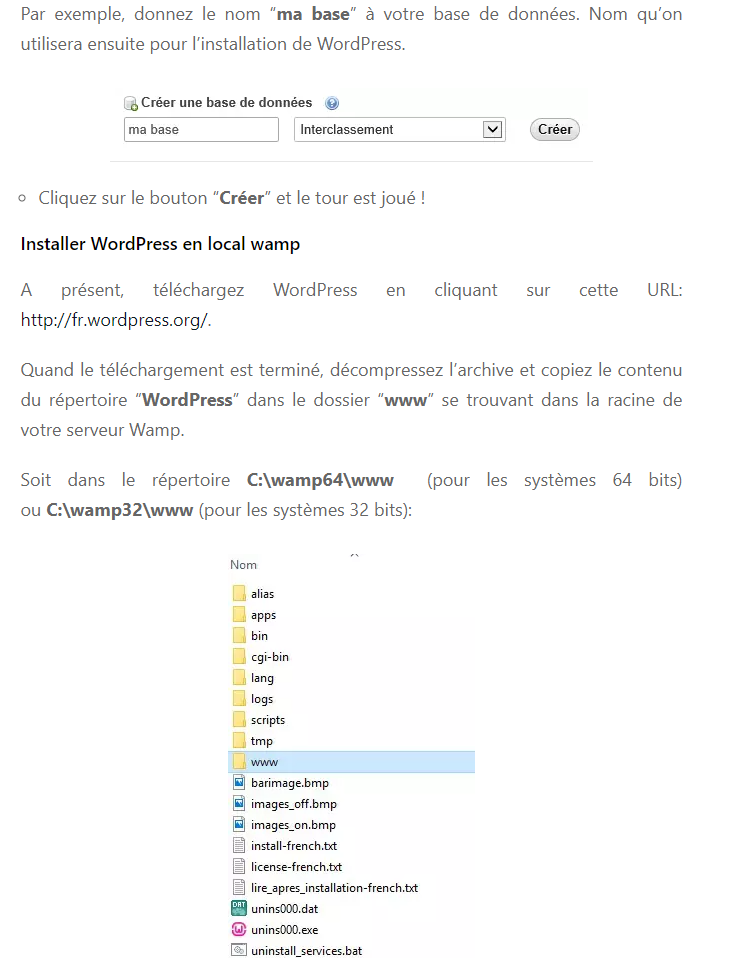 Par exemple, donnez le nom “ma base” à votre base de données. Nom qu’on
utilisera ensuite pour l’installation de WordPress.
Créer une base de données
ma base Interclassement Créer
Cliquez sur le bouton “Créer” et le tour est joué !
Installer WordPress en local wamp
A présent, téléchargez WordPress en cliquant sur cette URL:
http://fr.wordpress.org/.
Quand le téléchargement est terminé, décompressez l’archive et copiez le contenu
du répertoire “WordPress” dans le dossier “www” se trouvant dans la racine de
votre serveur Wamp.
Soit dans le répertoire C:\wamp64\www (pour les systèmes 64 bits)
ou C:\wamp32\www (pour les systèmes 32 bits):
Nom
alias
apps
bin
cgi-bin
lang
logs
scripts
tmp
www
barimage.bmp
images_off.bmp
images_on.bmp
install-french.txt
license-french.txt
lire_apres_installation-french.txt
unins000.dat
unins000.exe
uninstall_services.bat